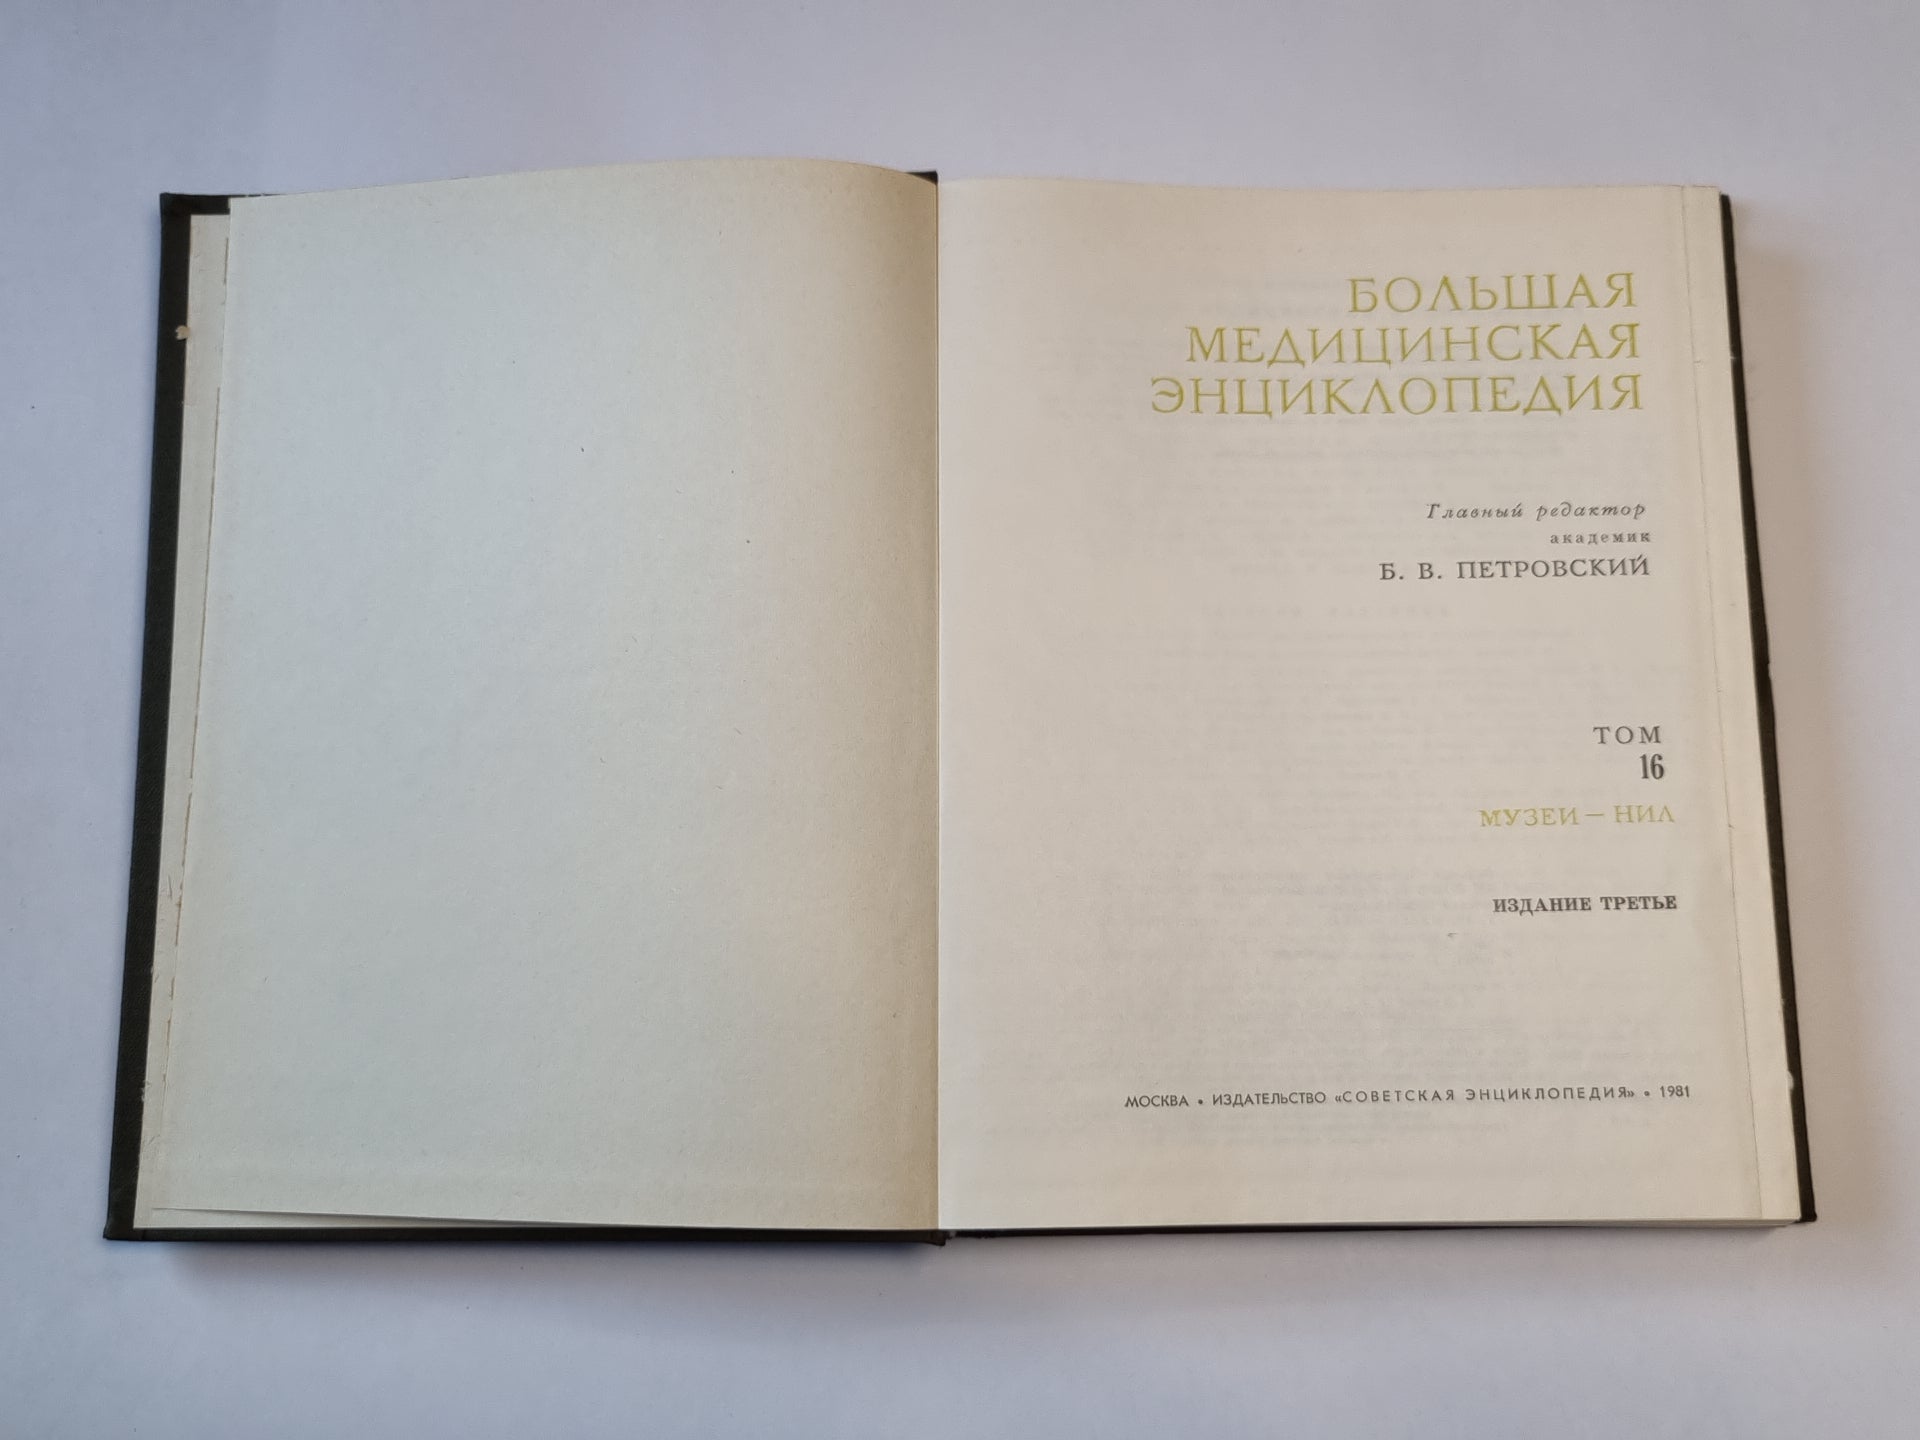 БОЛЬШАЯ
МЕДИЦИНСКАЯ
ЭНЦИКЛОПЕДИЯ
Главный редактор
академик
Б. В. ПЕТРОВСКИЙ
ТОМ
16
МУЗЕИ — НИЛ
ИЗДАНИЕ ТРЕТЬЕ
МОСКВА • ИЗДАТЕЛЬСТВО «СОВЕТСКАЯ ЭНЦИКЛОПЕДИЯ» • 1981